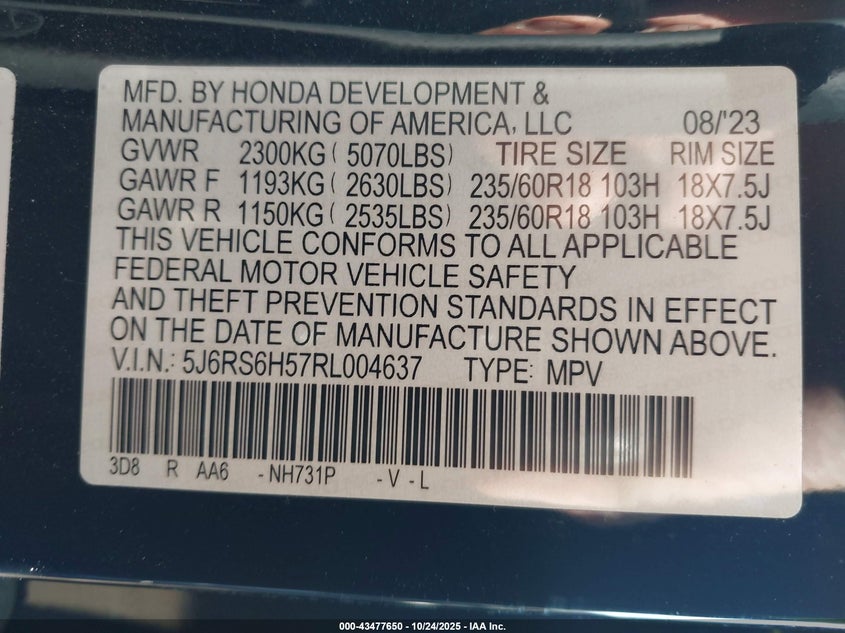 MFD. BY HONDA DEVELOPMENT &
MANUFACTURING OF AMERICA, LLC 08/'23
GVWR 2300KG ( 5070LBS) TIRE SIZE RIM SIZE
GAWR F 1193KG ( 2630LBS) 235/60R18 103H 18X7.5J
GAWR R 1150KG ( 2535LBS) 235/60R18 103H 18X7.5J
THIS VEHICLE CONFORMS TO ALL APPLICABLE
FEDERAL MOTOR VEHICLE SAFETY
AND THEFT PREVENTION STANDARDS IN EFFECT
ON THE DATE OF MANUFACTURE SHOWN ABOVE.
V.I.N.: 5J6RS6H57RL004637 TYPE: MPV
3D8 R AA6 -NH731P -V -L
000-43477650 - 10/24/2025 - IAA Inc.